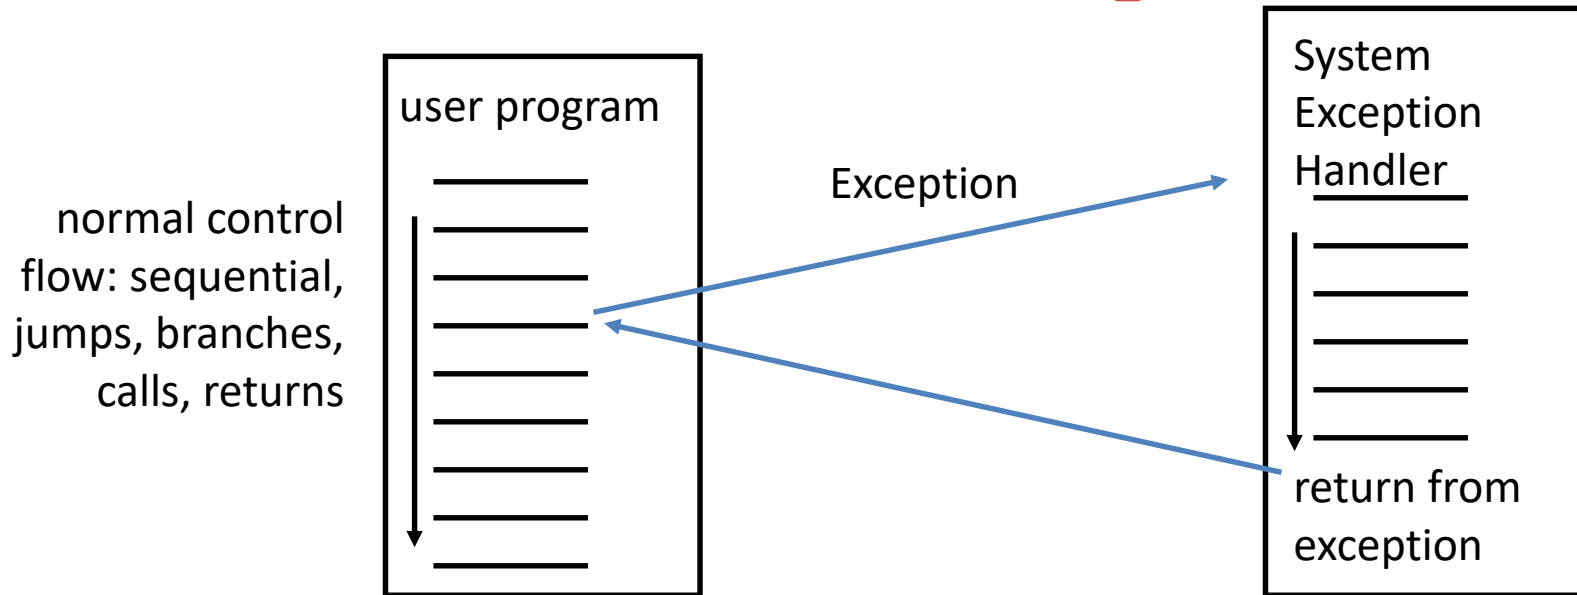 user program
normal control
flow: sequential,
jumps, branches,
calls, returns
Exception
System
Exception
Handler
return from
exception